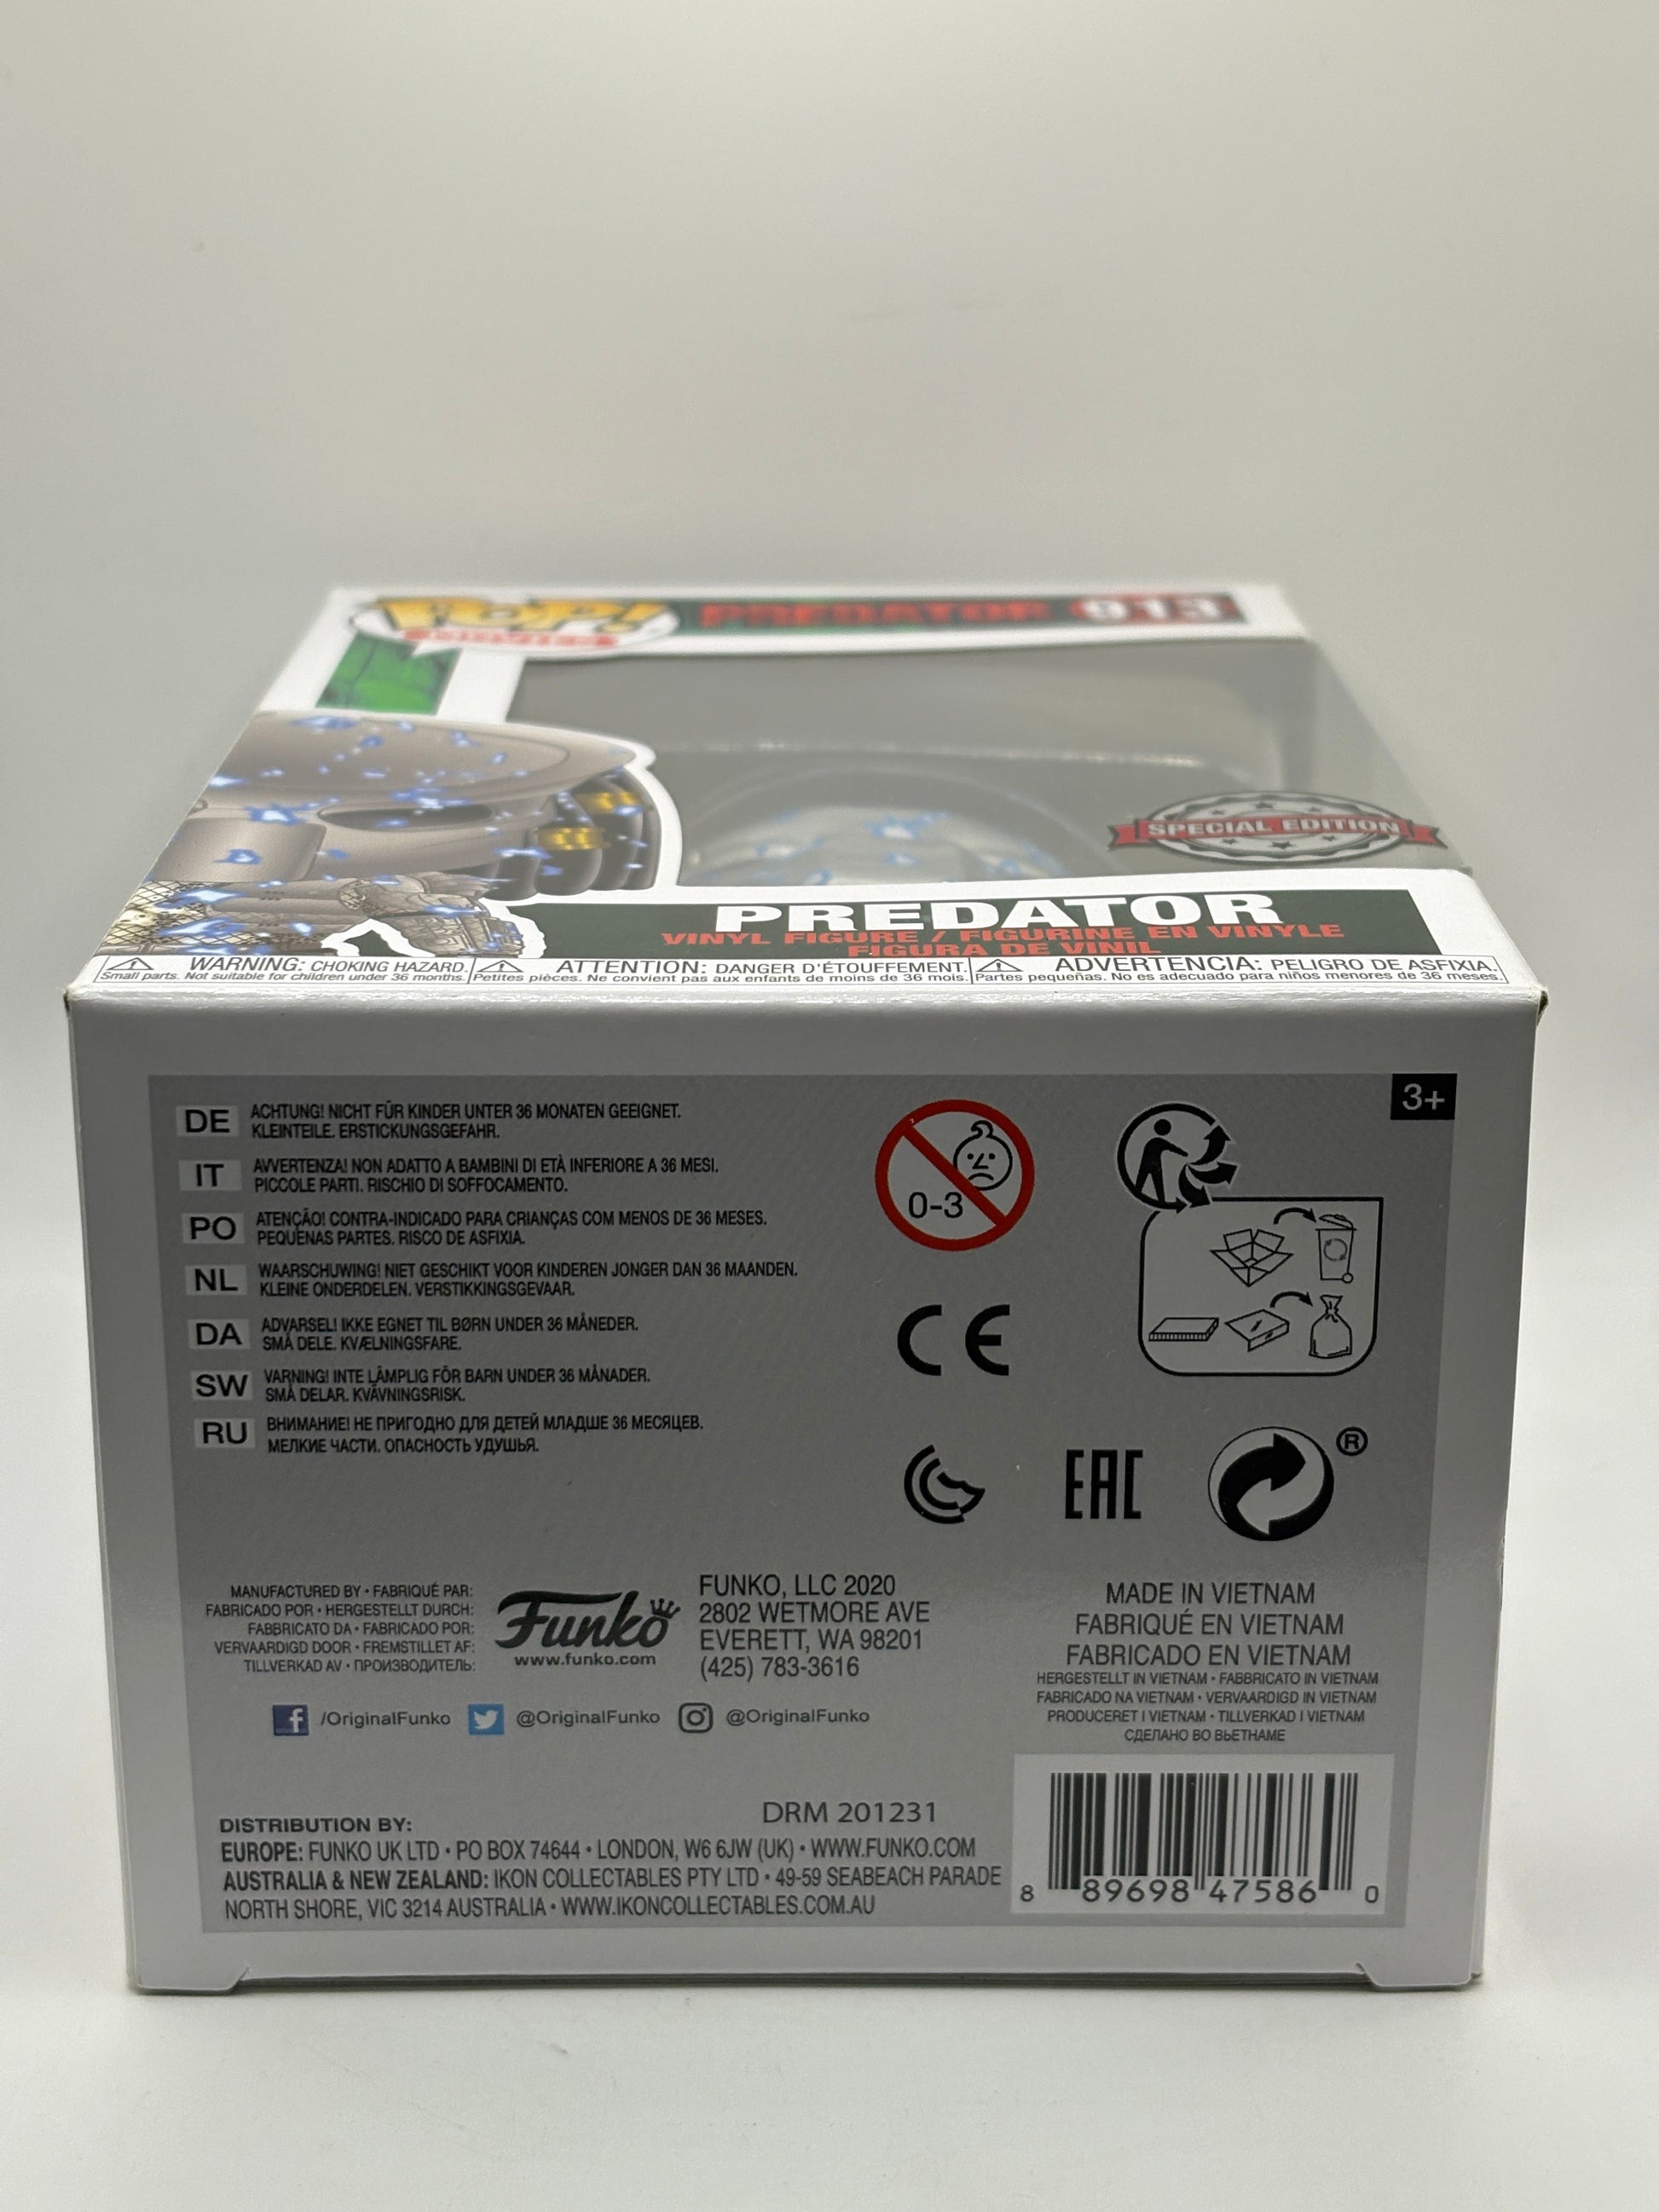 POP!
PREDATOR 913
SPECIAL EDITION
PREDATOR
VINYL FIGURE / FIGURINE EN VINYLE
FIGURA DE VINIL
WARNING: CHOKING HAZARD.
Small parts. Not suitable for children under 36 months.
ATTENTION: DANGER D'ÉTOUFFEMENT.
Petites pièces. Ne convient pas aux enfants de moins de 36 mois.
ADVERTENCIA: PELIGRO DE ASFIXIA.
Partes pequeñas. No es adecuado para niños menores de 36 meses.
3+
DE ACHTUNG! NICHT FÜR KINDER UNTER 36 MONATEN GEEIGNET.
KLEINTEILE. ERSTICKUNGSGEFAHR.
IT AVVERTENZA! NON ADATTO A BAMBINI DI ETÀ INFERIORE A 36 MESI.
PICCOLE PARTI. RISCHIO DI SOFFOCAMENTO.
PO ATENÇÃO! CONTRA-INDICADO PARA CRIANÇAS COM MENOS DE 36 MESES.
PEQUENAS PARTES. RISCO DE ASFIXIA.
NL WAARSCHUWING! NIET GESCHIKT VOOR KINDEREN JONGER DAN 36 MAANDEN.
KLEINE ONDERDELEN. VERSTIKKINGSGEVAAR.
DA ADVARSEL! IKKE EGNET TIL BØRN UNDER 36 MÅNEDER.
SMÅ DELE. KVÆLNINGSFARE.
SW VARNING! INTE LÄMPLIG FÖR BARN UNDER 36 MÅNADER.
SMÅ DELAR. KVÄVNINGSRISK.
RU ВНИМАНИЕ! НЕ ПРИГОДНО ДЛЯ ДЕТЕЙ МЛАДШЕ 36 МЕСЯЦЕВ.
МЕЛКИЕ ЧАСТИ. ОПАСНОСТЬ УДУШЬЯ.
0-3
CE
EAC
®
MANUFACTURED BY • FABRIQUÉ PAR:
FABRICADO POR • HERGESTELLT DURCH:
FABBRICATO DA • FABRICADO POR:
VERVAARDIGD DOOR • FREMSTILLET AF:
TILLVERKAD AV • ПРОИЗВОДИТЕЛЬ:
Funko
www.funko.com
FUNKO, LLC 2020
2802 WETMORE AVE
EVERETT, WA 98201
(425) 783-3616
/OriginalFunko @OriginalFunko @OriginalFunko
MADE IN VIETNAM
FABRIQUÉ EN VIETNAM
FABRICADO EN VIETNAM
HERGESTELLT IN VIETNAM • FABBRICATO IN VIETNAM
FABRICADO NA VIETNAM • VERVAARDIGD IN VIETNAM
PRODUCERET I VIETNAM • TILLVERKAD I VIETNAM
СДЕЛАНО ВО ВЬЕТНАМЕ
DRM 201231
DISTRIBUTION BY:
EUROPE: FUNKO UK LTD • PO BOX 74644 • LONDON, W6 6JW (UK) • WWW.FUNKO.COM
AUSTRALIA & NEW ZEALAND: IKON COLLECTABLES PTY LTD • 49-59 SEABEACH PARADE
NORTH SHORE, VIC 3214 AUSTRALIA • WWW.IKONCOLLECTABLES.COM.AU
8 89698 47586 0